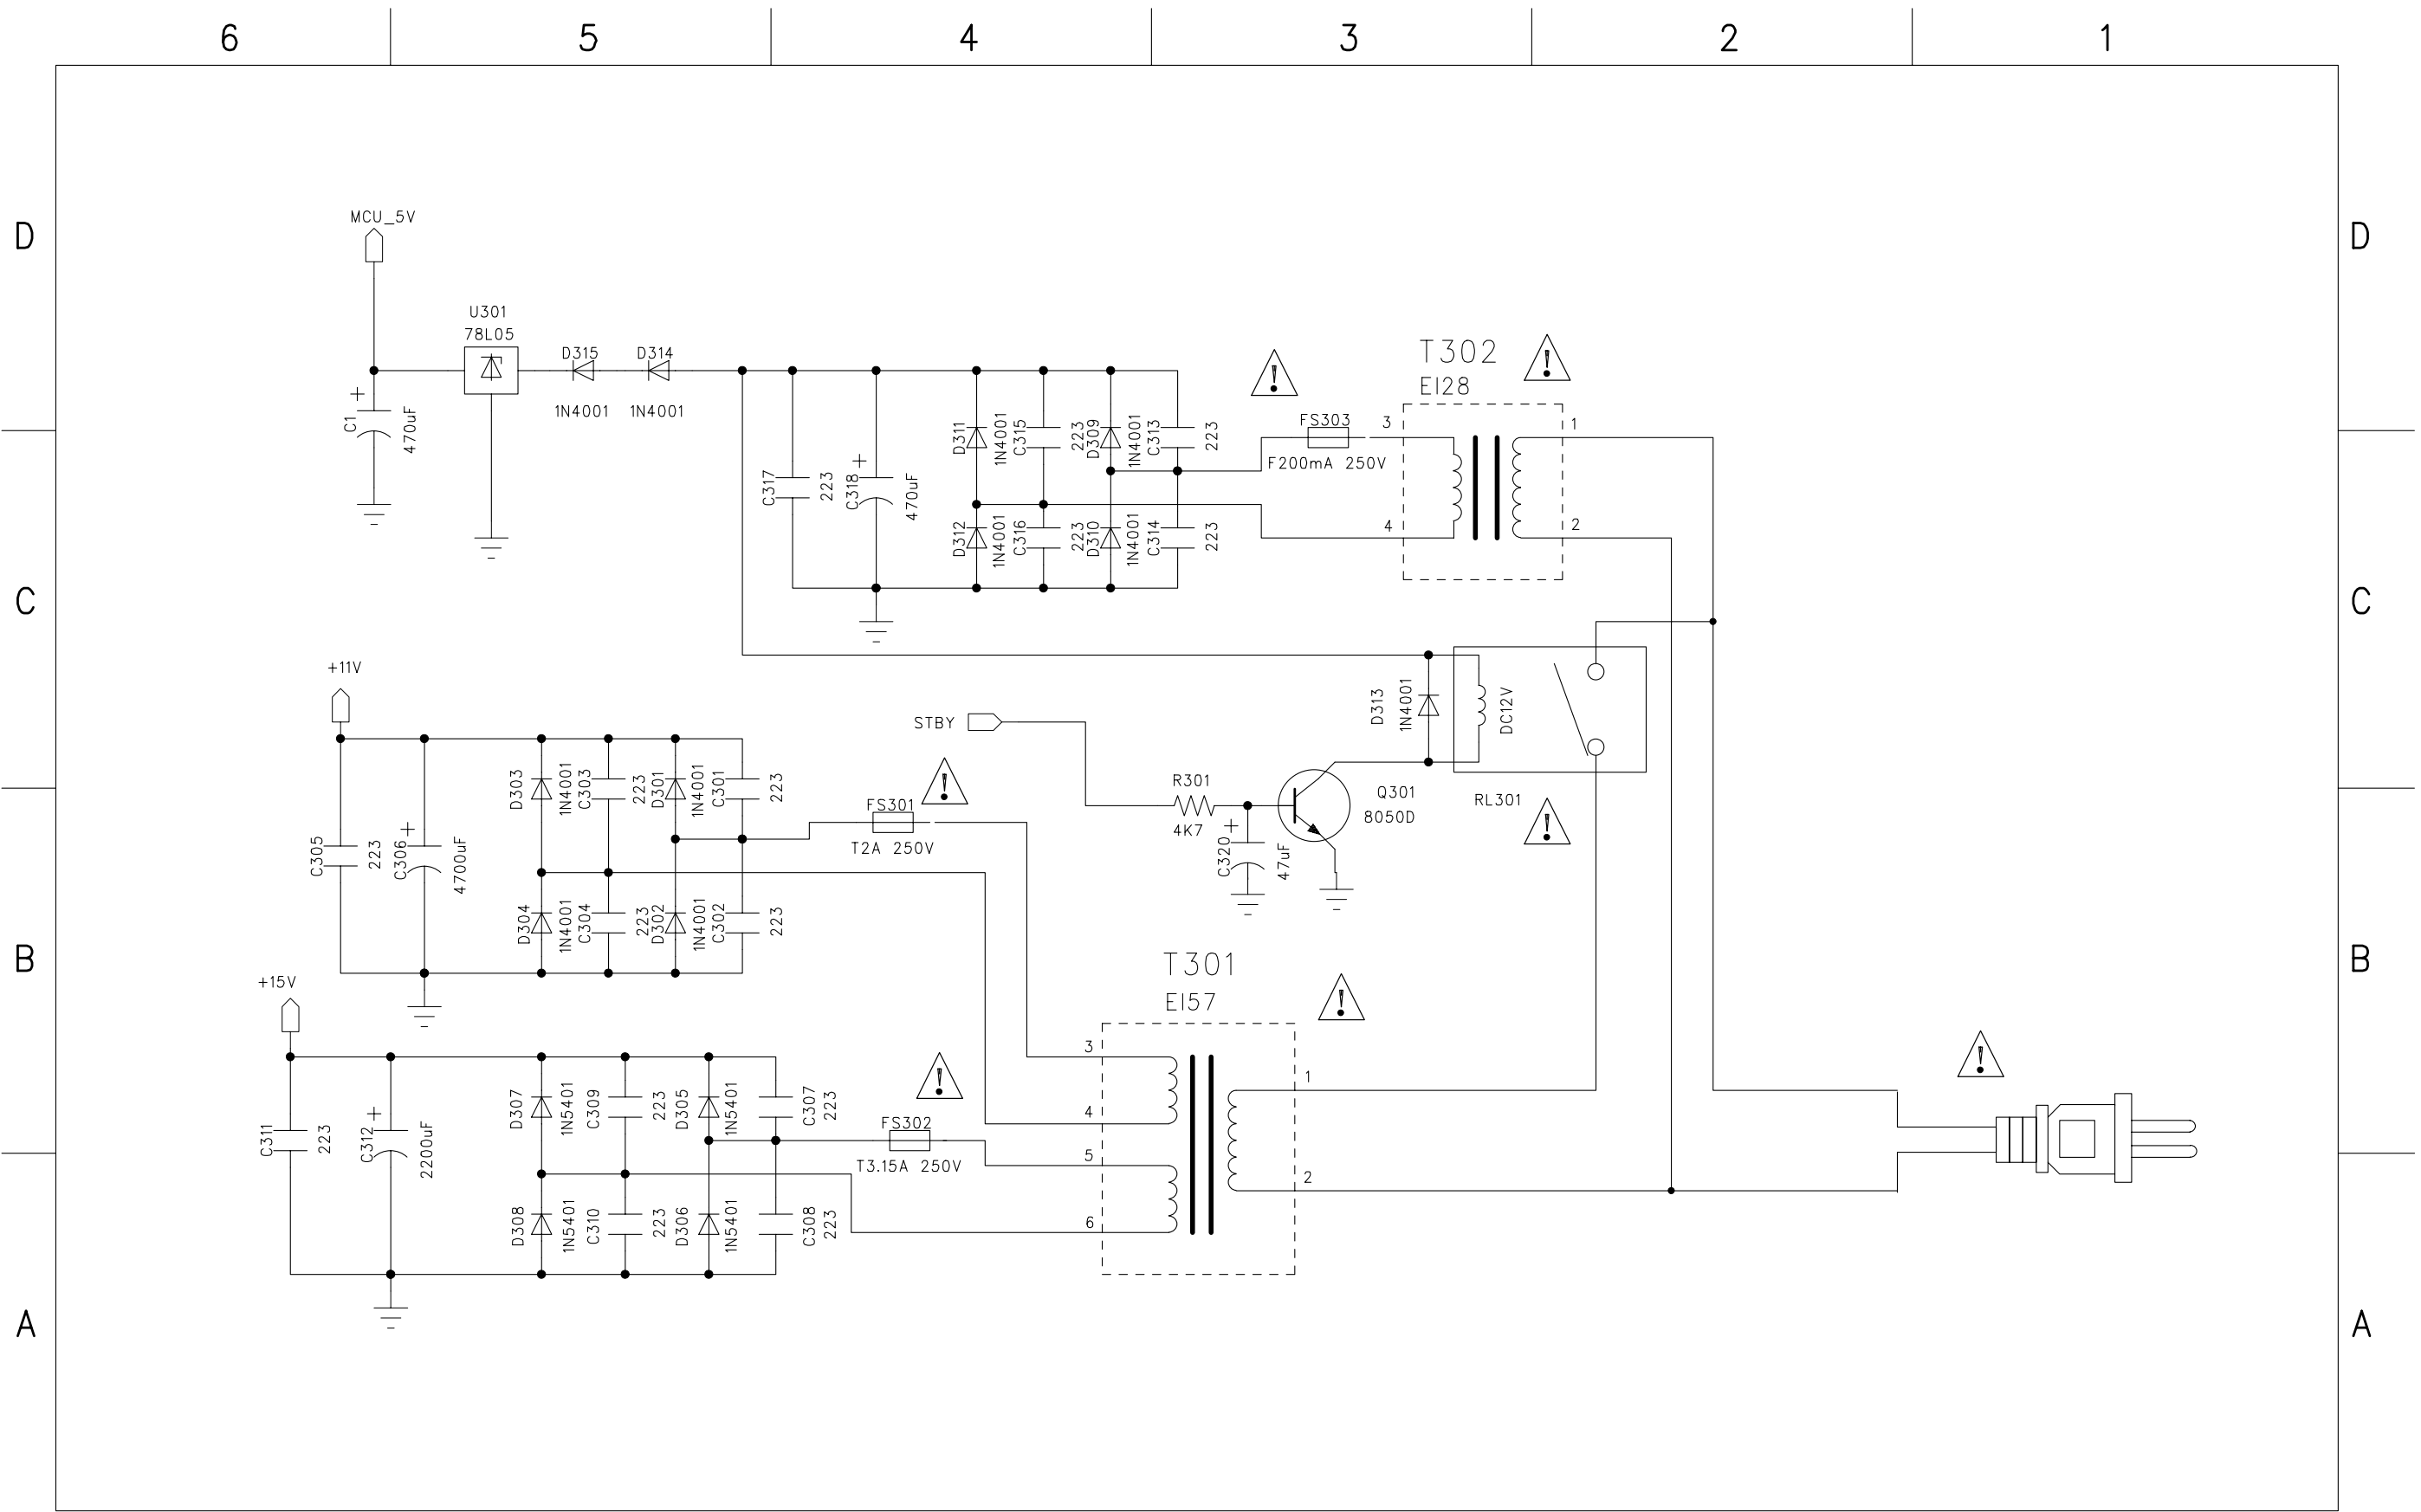 6 5 4 3 2 1
D D
MCU_5V
U301
78L05
D315 D314
1N4001 1N4001
C1
470uF
C317
223
C318
470uF
D311
1N4001
C315
223
D309
1N4001
C313
223
D312
1N4001
C316
223
D310
1N4001
C314
223
FS303
F200mA 250V
T302
EI28
3
4
1
2
!
!
C C
+11V
STBY
D313
1N4001
DC12V
RL301
!
R301
4K7
C320
47uF
Q301
8050D
D303
1N4001
C303
223
D301
1N4001
C301
223
FS301
T2A 250V
!
C305
223
C306
4700uF
D304
1N4001
C304
223
D302
1N4001
C302
223
B B
+15V
T301
EI57
!
3
4
5
6
1
2
!
D307
1N5401
C309
223
D305
1N5401
C307
223
!
FS302
T3.15A 250V
C311
223
C312
2200uF
D308
1N5401
C310
223
D306
1N5401
C308
223
A A